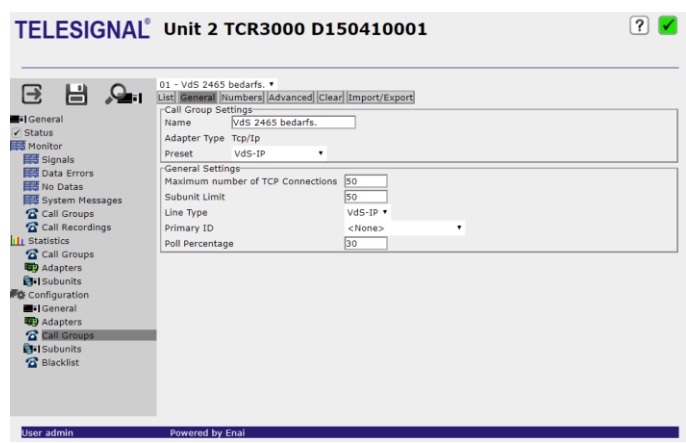 TELESIGNAL® Unit 2 TCR3000 D150410001
?
01 - VdS 2465 bedarfs.
List General Numbers Advanced Clear Import/Export
Call Group Settings
Name VdS 2465 bedarfs.
Adapter Type Tcp/Ip
Preset VdS-IP
General Settings
Maximum number of TCP Connections 50
Subunit Limit 50
Line Type VdS-IP
Primary ID <None>
Poll Percentage 30
General
Status
Monitor
Signals
Data Errors
No Datas
System Messages
Call Groups
Call Recordings
Statistics
Call Groups
Adapters
Subunits
Configuration
General
Adapters
Call Groups
Subunits
Blacklist
User admin Powered by Enai